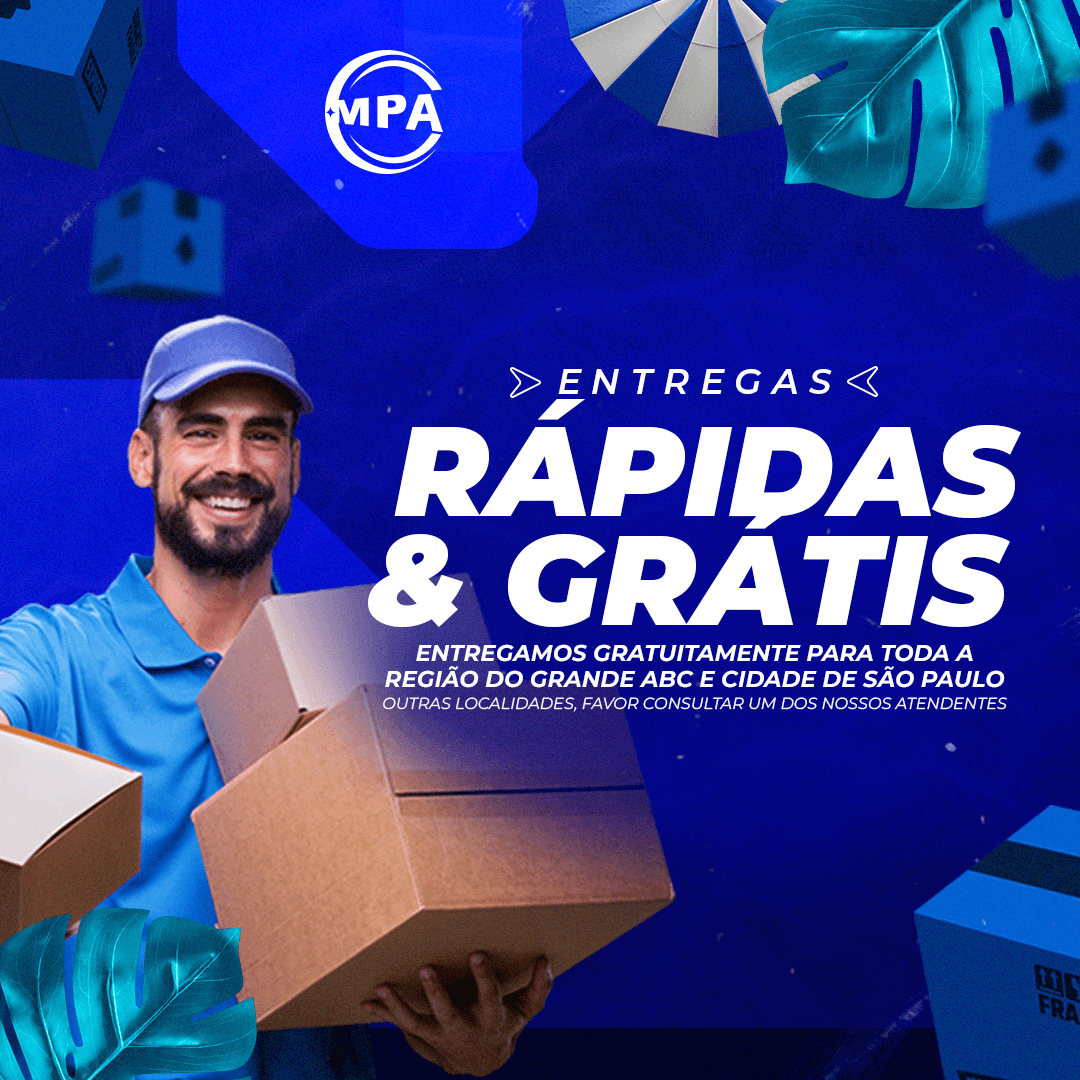 MPA
ENTREGAS
RÁPIDAS
& GRÁTIS
ENTREGAMOS GRATUITAMENTE PARA TODA A
REGIÃO DO GRANDE ABC E CIDADE DE SÃO PAULO
OUTRAS LOCALIDADES, FAVOR CONSULTAR UM DOS NOSSOS ATENDENTES
FRA